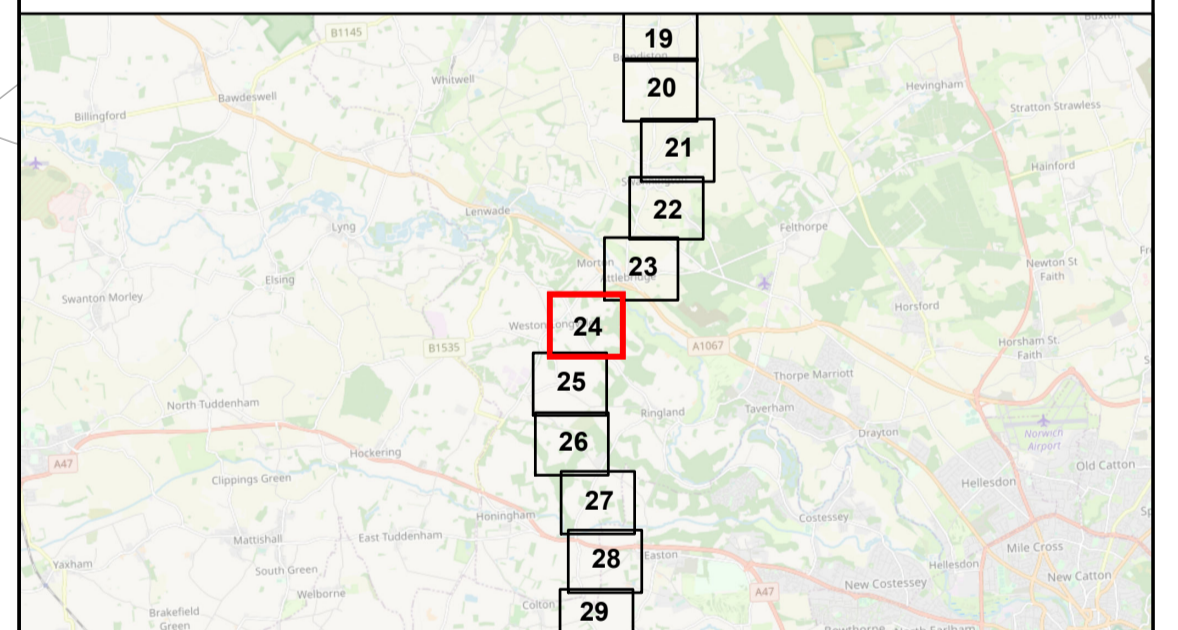 B1145
19
Whitwell
20
Hevingham
Bawdeswell
Stratton Strawless
Billingford
21
Hainford
22
Lenwade
Lyng
Felthorpe
Morton
23
Attlebridge
Newton St
Faith
Elsing
Swanton Morley
Horsford
24
Weston
B1535
A1067
Horsham St.
Faith
Thorpe Marriott
25
North Tuddenham
Ringland
Taverham
Drayton
Norwich
Airport
26
Hockering
A47
Old Catton
Clippings Green
Hellesdon
27
Honingham
Costessey
Mattishall
East Tuddenham
Mile Cross
28
Easton
Yaxham
South Green
Hellesdon
New Costessey
New Catton
A47
Welborne
Colton
29
Brakefield
Green